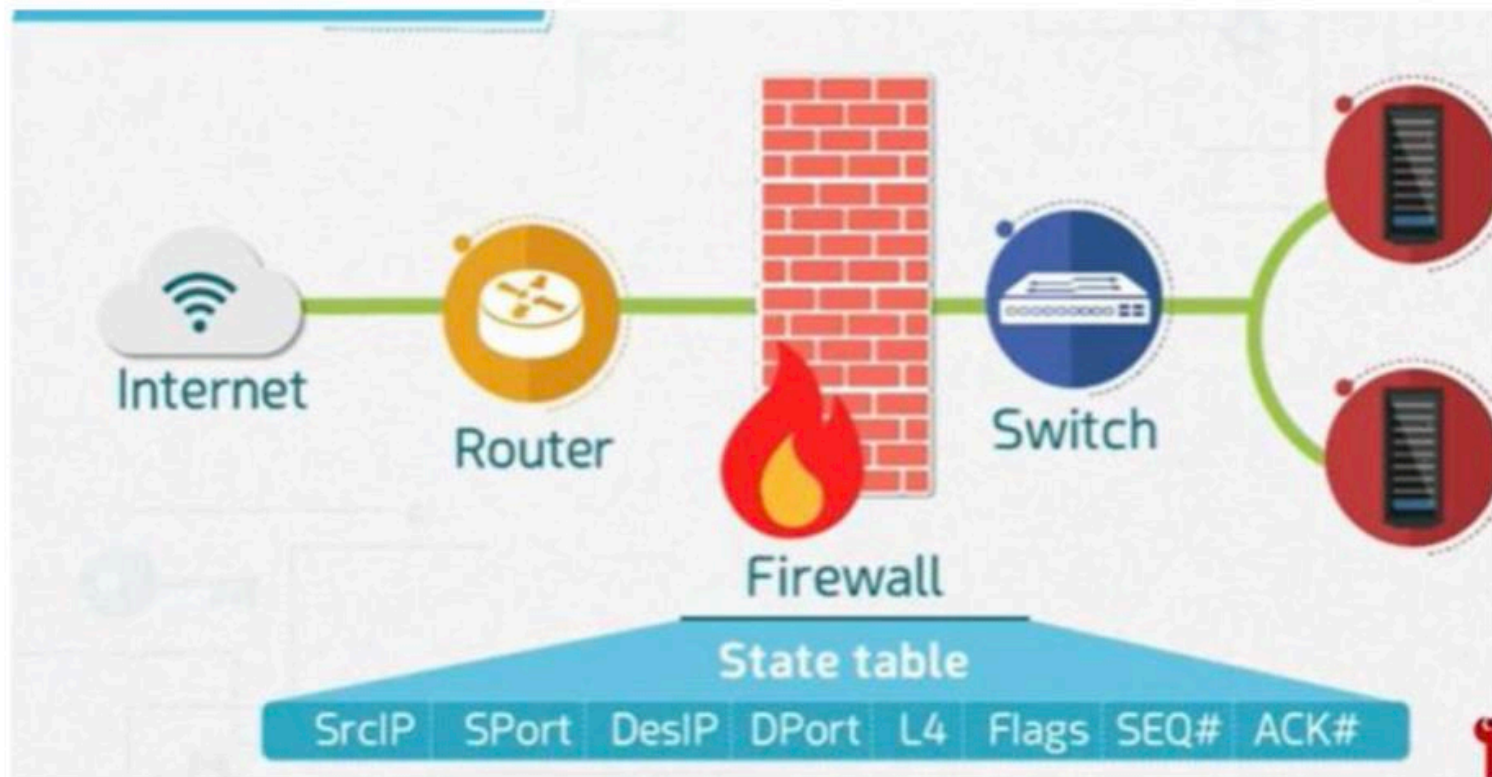 Internet
Router
Switch
Firewall
State table
SrcIP SPort DesIP DPort L4 Flags SEQ# ACK#